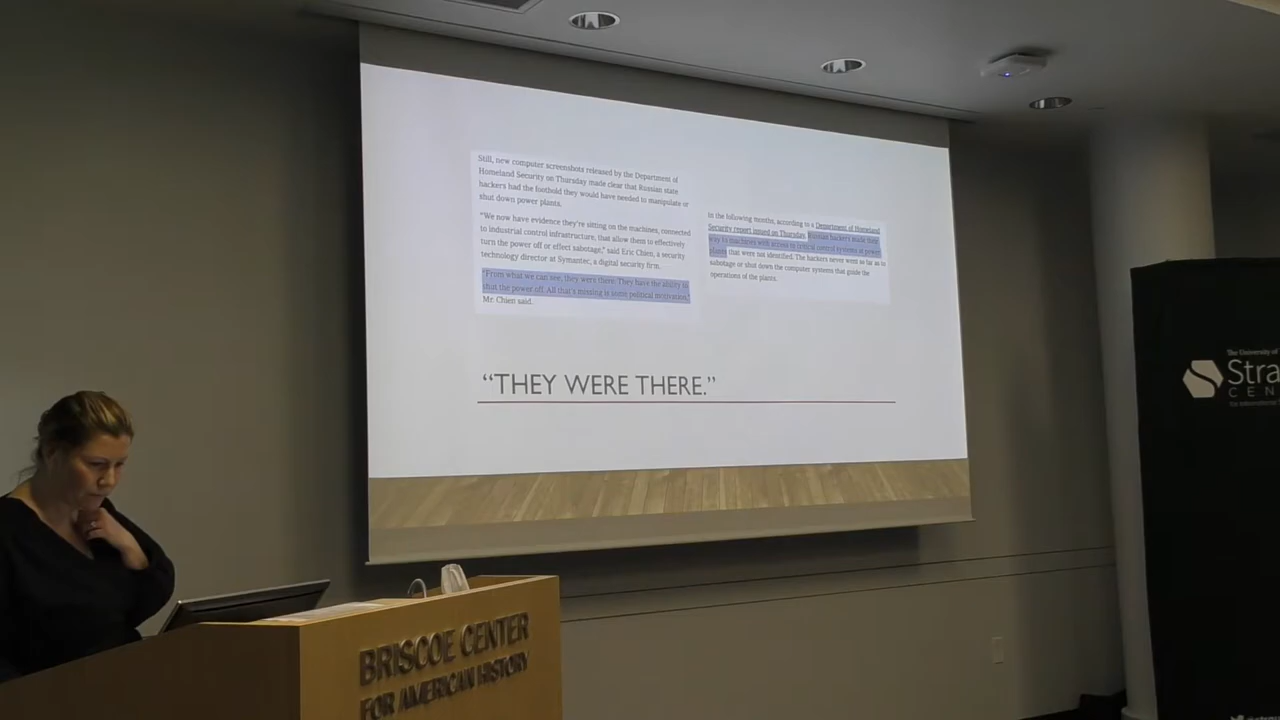 Still, new computer screenshots released by the Department of
Homeland Security on Thursday made clear that Russian state
hackers had the foothold they would have needed to manipulate or
shut down power plants.
“We now have evidence they’re sitting on the machines, connected
to industrial control infrastructure, that allow them to effectively
turn the power off or effect sabotage,” said Eric Chien, a security
technology director at Symantec, a digital security firm.
“From what we can see, they were there. They have the ability to
shut the power off. All that’s missing is some political motivation,”
Mr. Chien said.
In the following months, according to a Department of Homeland
Security report issued on Thursday, Russian hackers made their
way to machines with access to critical control systems at power
plants that were not identified. The hackers never went so far as to
sabotage or shut down the computer systems that guide the
operations of the plants.
“THEY WERE THERE.”
BRISCOE CENTER
FOR AMERICAN HISTORY
The University of
Stra
CEN
for International